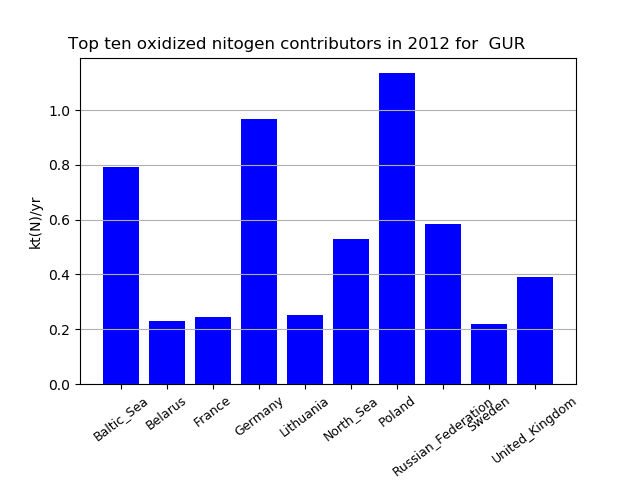 Top ten oxidized nitogen contributors in 2012 for  GUR
kt(N)/yr
1.0
0.8
0.6
0.4
0.2
0.0
Baltic_Sea
Belarus
France
Germany
Lithuania
North_Sea
Poland
Russian_Federation
Sweden
United_Kingdom